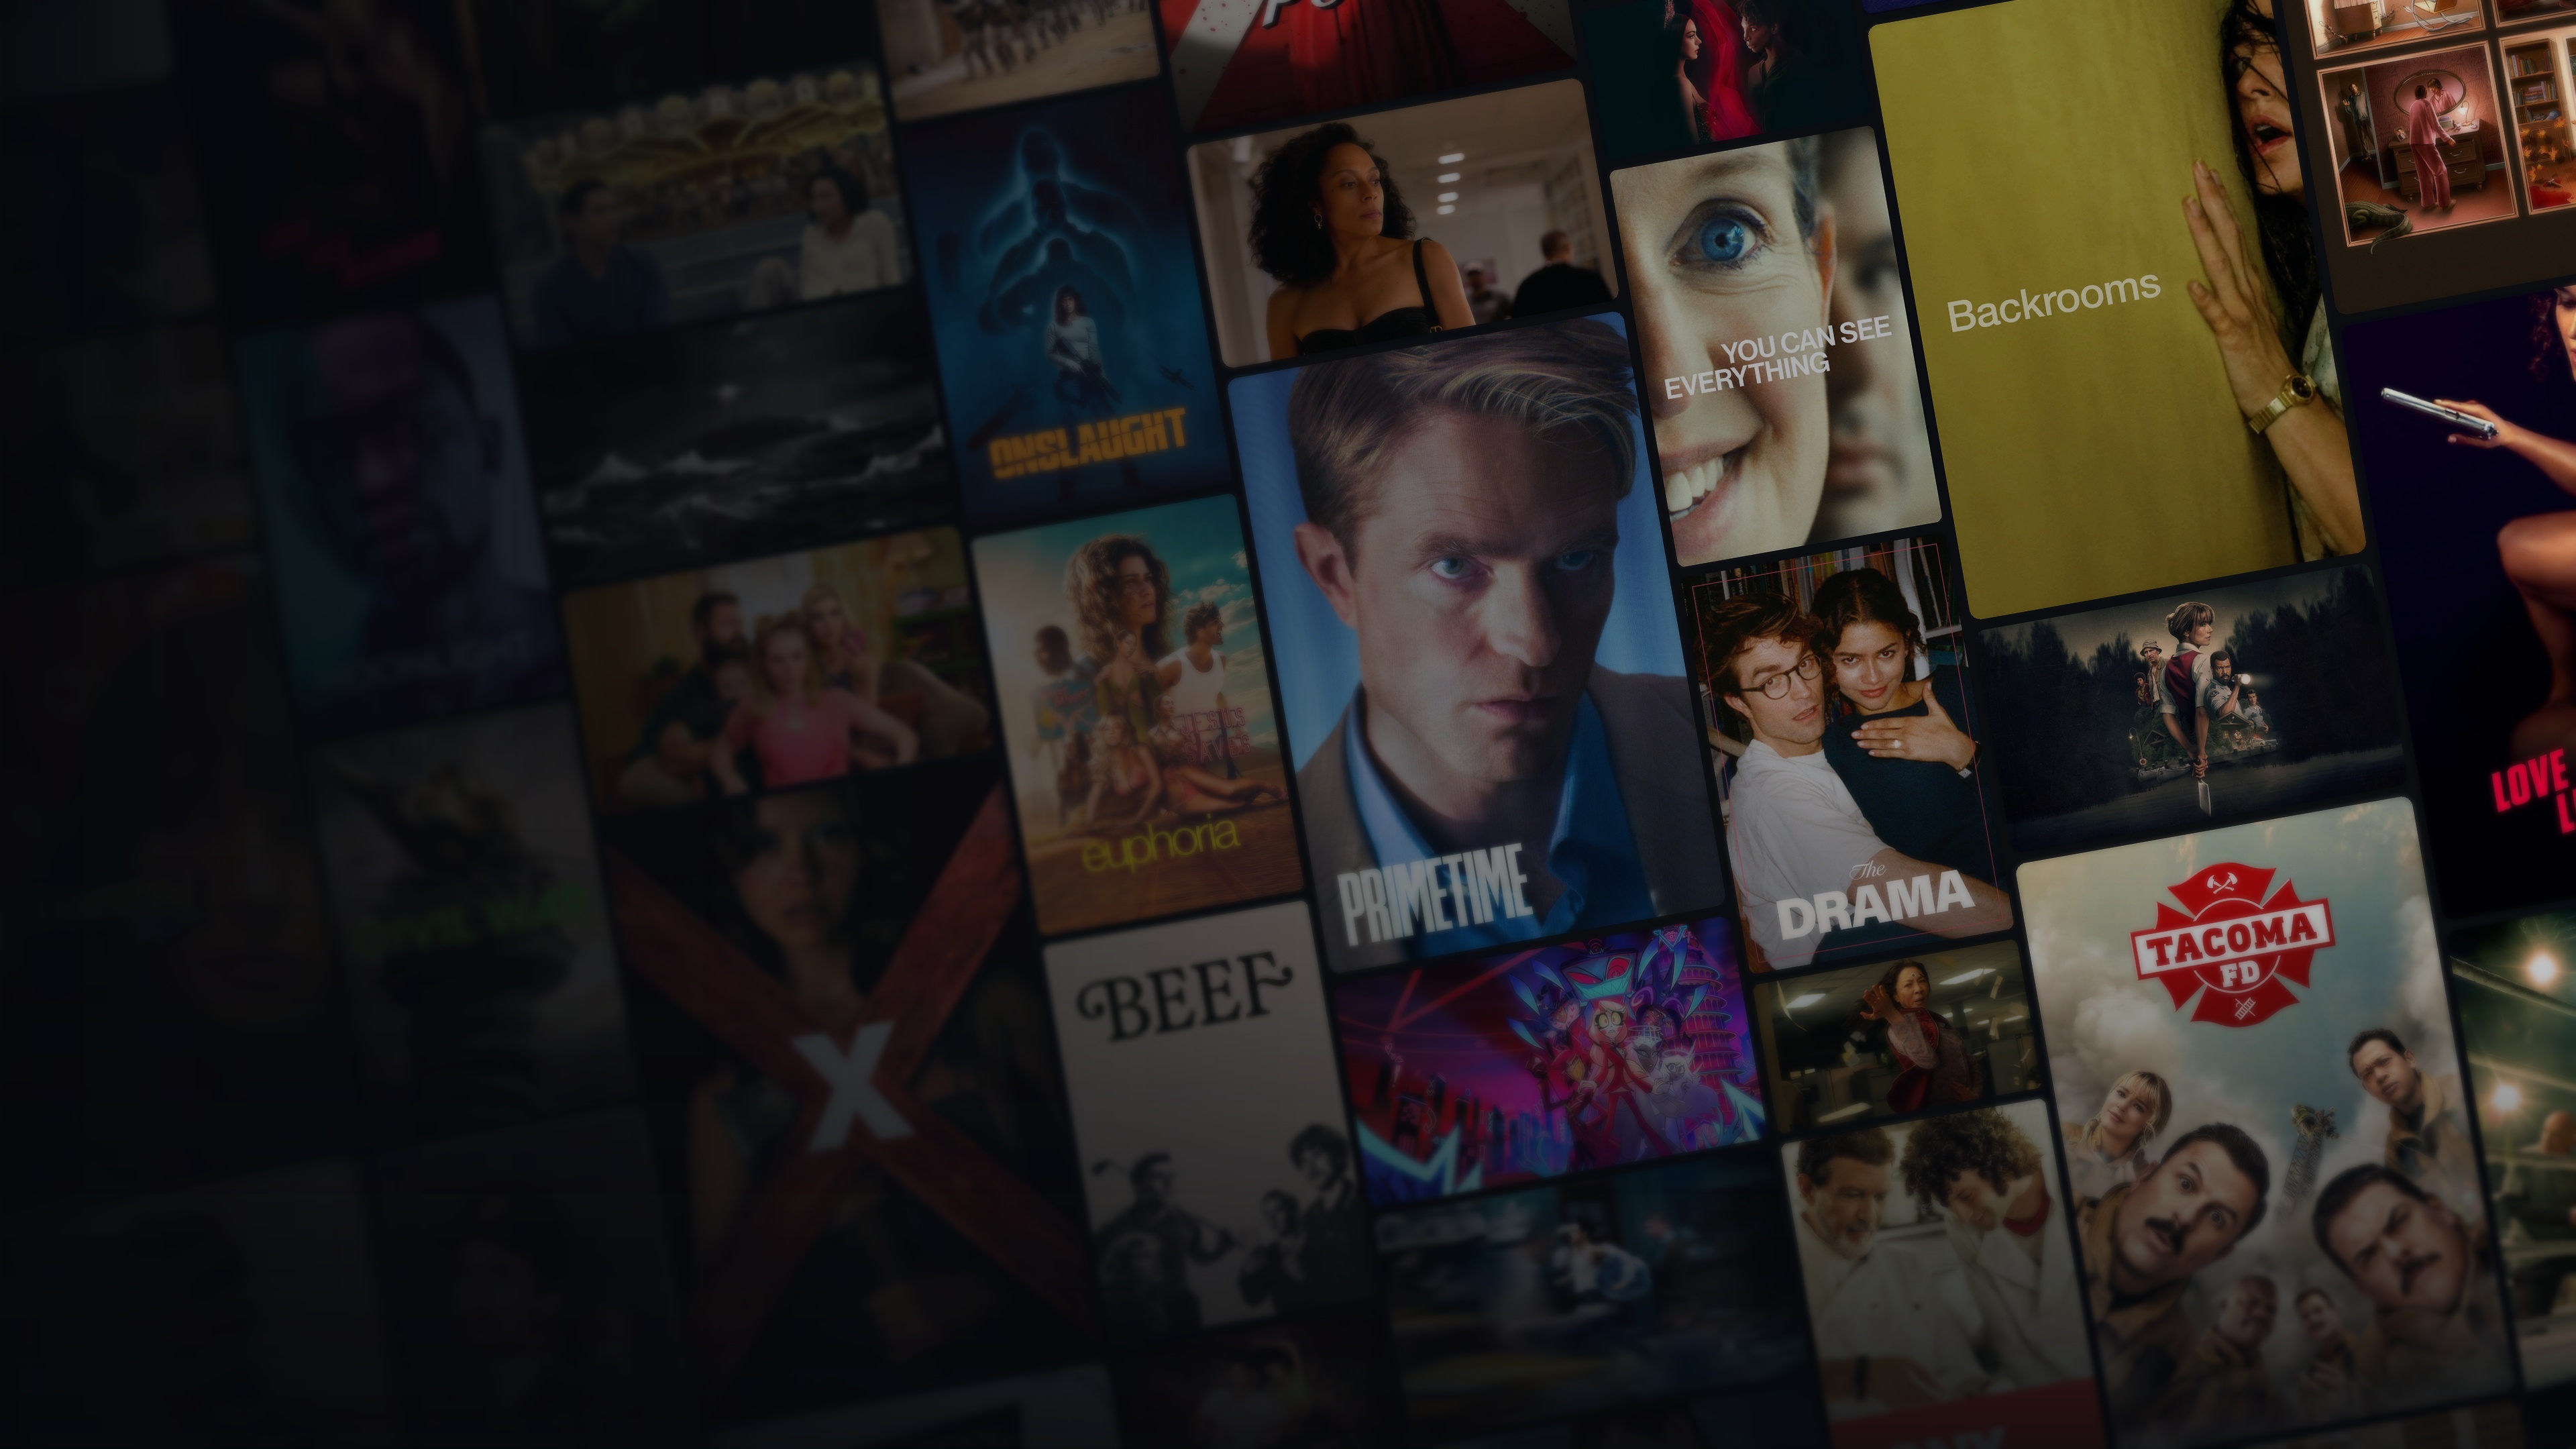 ONSLAUGHT
YOU CAN SEE
EVERYTHING
Backrooms
euphoria
PRIMETIME
The
DRAMA
LOVE
TACOMA
FD
BEEF
X